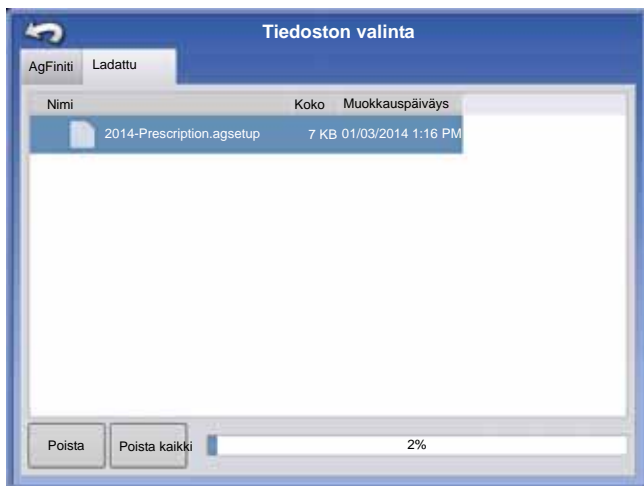 Tiedoston valinta
AgFiniti Ladattu
Nimi Koko Muokkauspäiväys
2014-Prescription.agsetup 7 KB 01/03/2014 1:16 PM
Poista Poista kaikki 2%